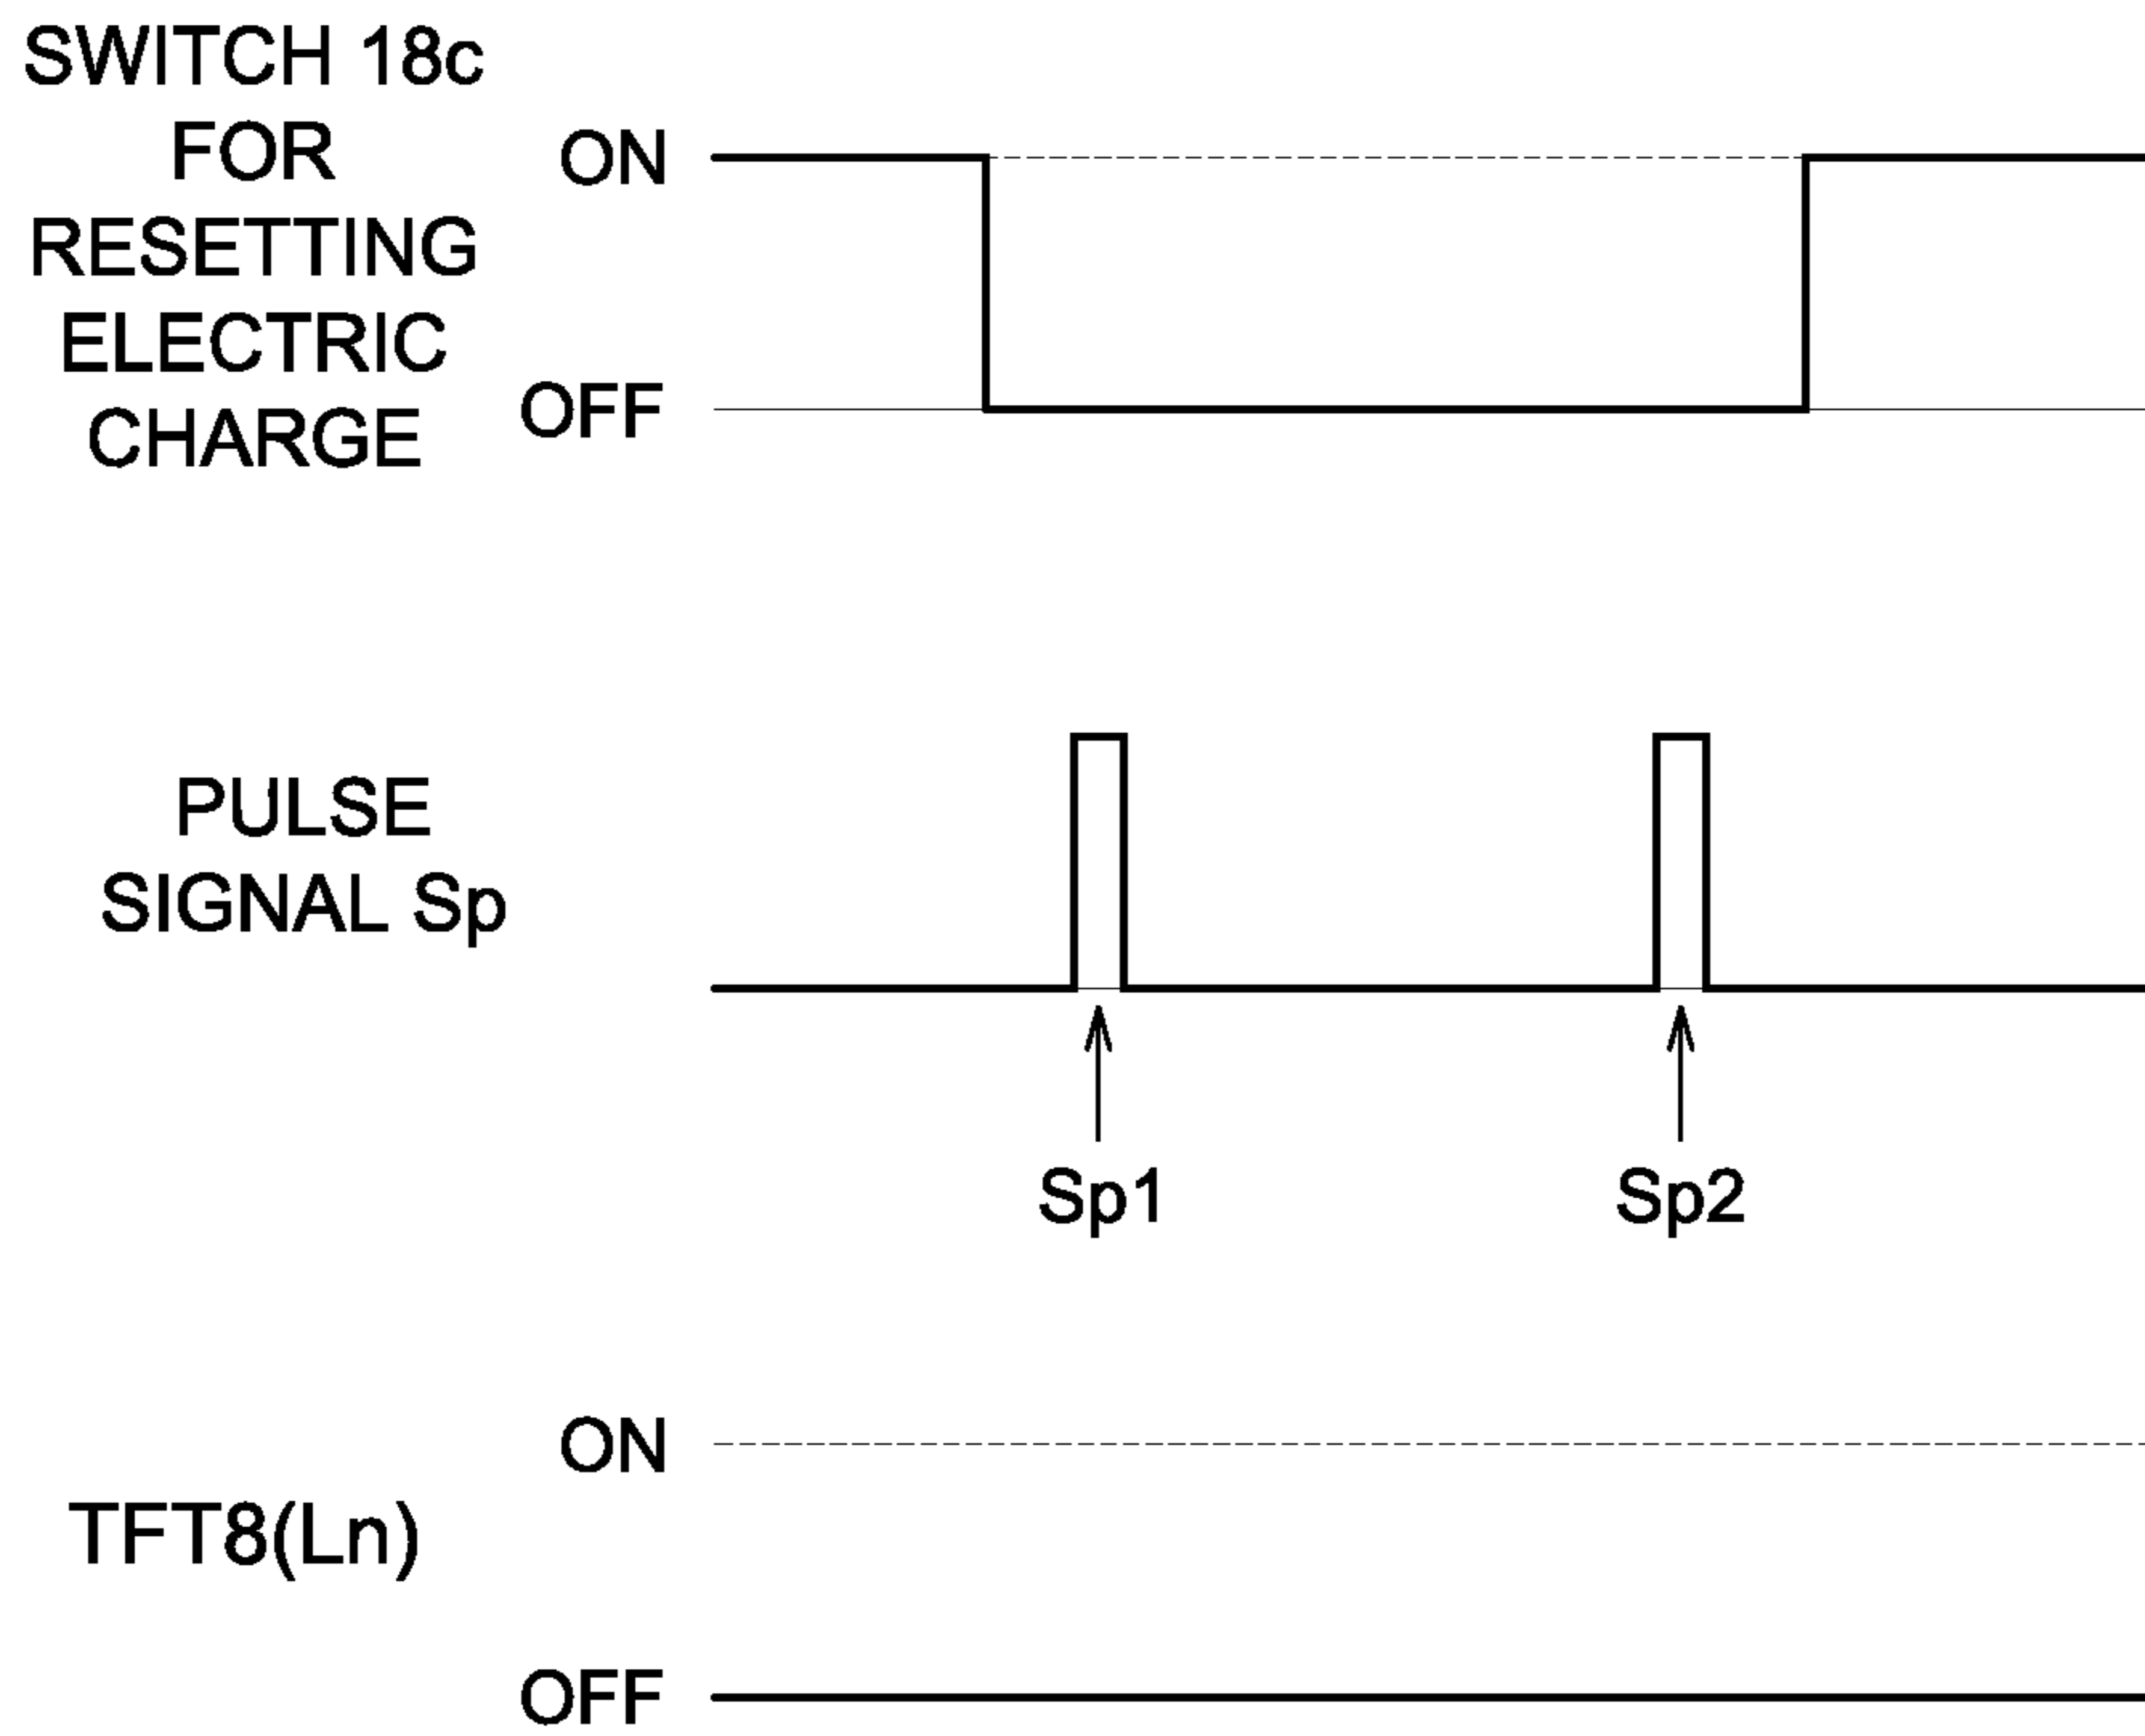 SWITCH 18c
FOR
RESETTING
ELECTRIC
CHARGE
ON
OFF
PULSE
SIGNAL Sp
Sp1
Sp2
ON
TFT8(Ln)
OFF